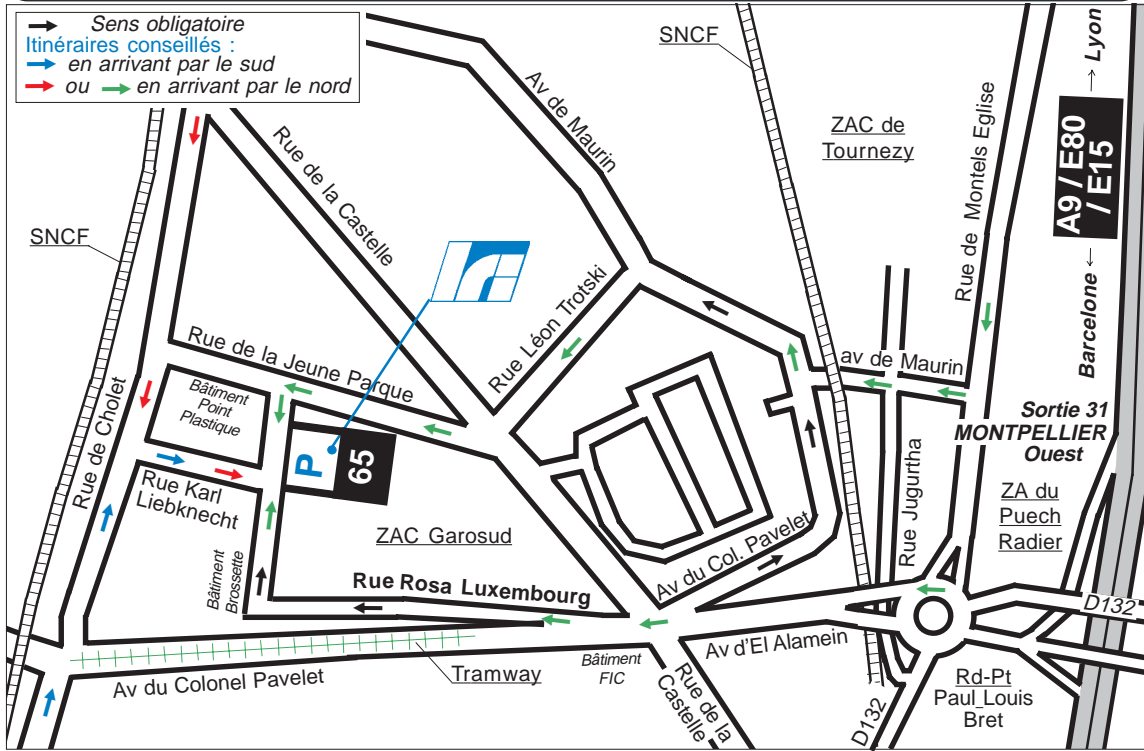 Sens obligatoire
Itinéraires conseillés :
en arrivant par le sud
ou en arrivant par le nord
SNCF
Av de Maurin
ZAC de
Tournezy
Rue de Montels Eglise
A9 / E80
/ E15
Lyon
Barcelone
Rue de la Castelle
SNCF
Rue Léon Trotski
Rue de la Jeune Parque
av de Maurin
Sortie 31
MONTPELLIER
Ouest
Bâtiment
Point
Plastique
Rue de Cholet
P
65
Rue Karl
Liebknecht
ZAC Garosud
Rue Jugurtha
ZA du
Puech
Radier
Bâtiment
Brossette
Rue Rosa Luxembourg
Av du Col. Pavelet
D132
Av d'El Alamein
Av du Colonel Pavelet
Tramway
Bâtiment
FIC
Rue de la
Castelle
D132
Rd-Pt
Paul_Louis
Bret